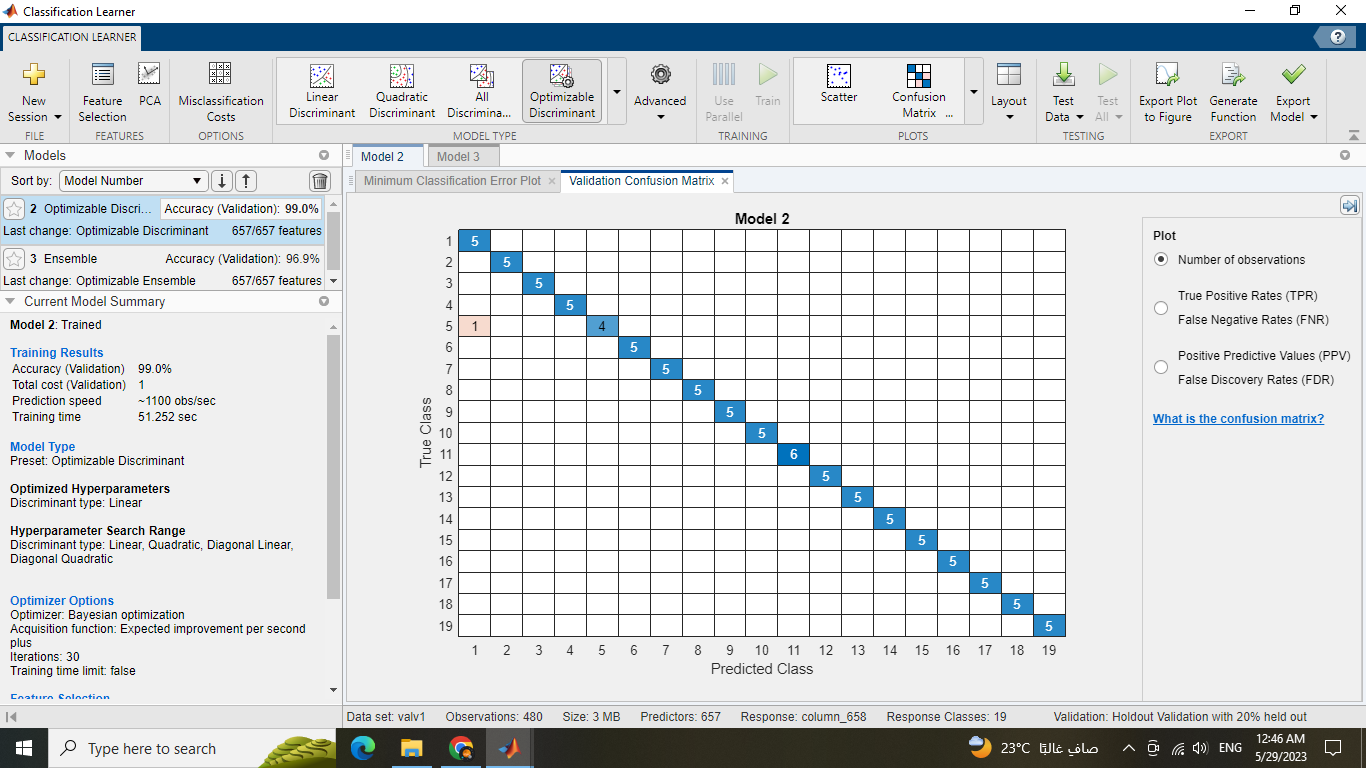 Classification Learner
CLASSIFICATION LEARNER
?
New Session
Feature Selection
PCA
Misclassification Costs
Linear Discriminant
Quadratic Discriminant
All Discrimina...
Optimizable Discriminant
Advanced
Use Parallel
Train
Scatter
Confusion Matrix ...
Layout
Test Data
Test All
Export Plot to Figure
Generate Function
Export Model
FILE
FEATURES
OPTIONS
MODEL TYPE
TRAINING
PLOTS
TESTING
EXPORT
Models
Sort by: Model Number
2 Optimizable Discri... Accuracy (Validation): 99.0%
Last change: Optimizable Discriminant 657/657 features
3 Ensemble Accuracy (Validation): 96.9%
Last change: Optimizable Ensemble 657/657 features
Current Model Summary
Model 2: Trained
Training Results
Accuracy (Validation) 99.0%
Total cost (Validation) 1
Prediction speed ~1100 obs/sec
Training time 51.252 sec
Model Type
Preset: Optimizable Discriminant
Optimized Hyperparameters
Discriminant type: Linear
Hyperparameter Search Range
Discriminant type: Linear, Quadratic, Diagonal Linear,
Diagonal Quadratic
Optimizer Options
Optimizer: Bayesian optimization
Acquisition function: Expected improvement per second
plus
Iterations: 30
Training time limit: false
Feature Selection
Model 2 Model 3
Minimum Classification Error Plot Validation Confusion Matrix
Model 2
True Class
1 5
2 5
3 5
4 5
5 1 4
6 5
7 5
8 5
9 5
10 5
11 6
12 5
13 5
14 5
15 5
16 5
17 5
18 5
19 5
1 2 3 4 5 6 7 8 9 10 11 12 13 14 15 16 17 18 19
Predicted Class
Plot
Number of observations
True Positive Rates (TPR)
False Negative Rates (FNR)
Positive Predictive Values (PPV)
False Discovery Rates (FDR)
What is the confusion matrix?
Data set: valv1 Observations: 480 Size: 3 MB Predictors: 657 Response: column_658 Response Classes: 19 Validation: Holdout Validation with 20% held out
Type here to search
23°C صافٍ غالبًا
ENG
12:46 AM
5/29/2023